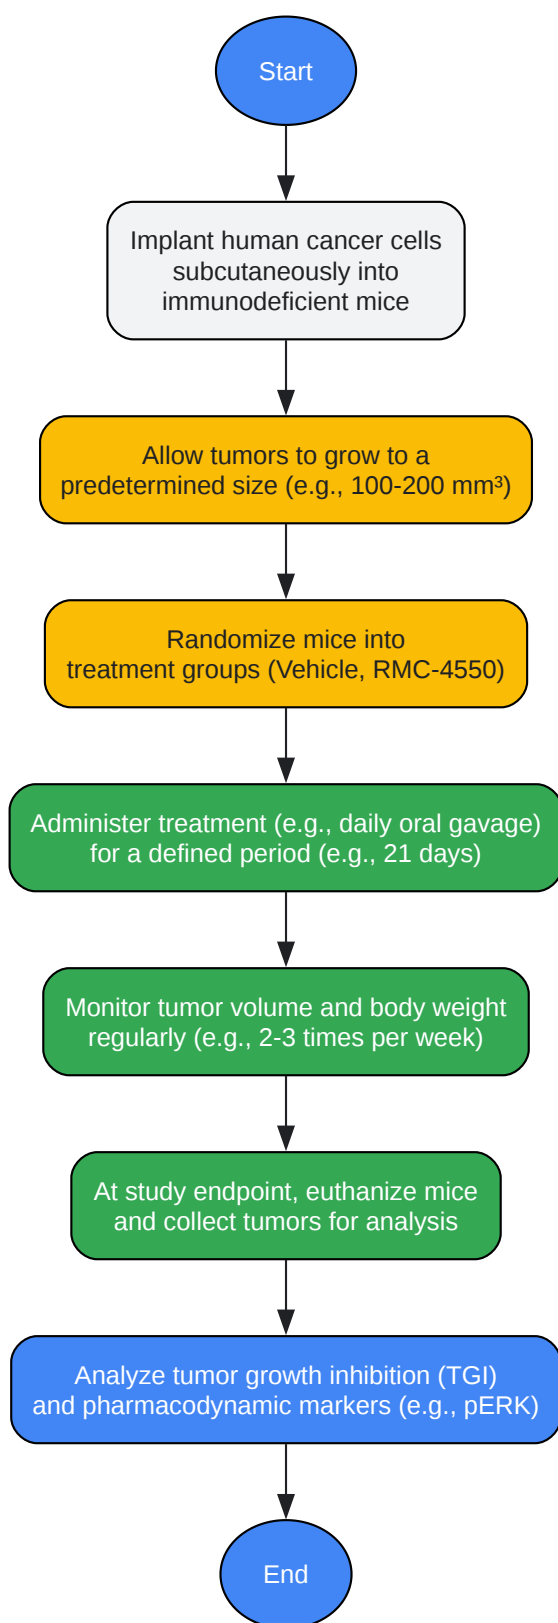 Start
Implant human cancer cells
subcutaneously into
immunodeficient mice
Allow tumors to grow to a
predetermined size (e.g., 100-200 mm³)
Randomize mice into
treatment groups (Vehicle, RMC-4550)
Administer treatment (e.g., daily oral gavage)
for a defined period (e.g., 21 days)
Monitor tumor volume and body weight
regularly (e.g., 2-3 times per week)
At study endpoint, euthanize mice
and collect tumors for analysis
Analyze tumor growth inhibition (TGI)
and pharmacodynamic markers (e.g., pERK)
End